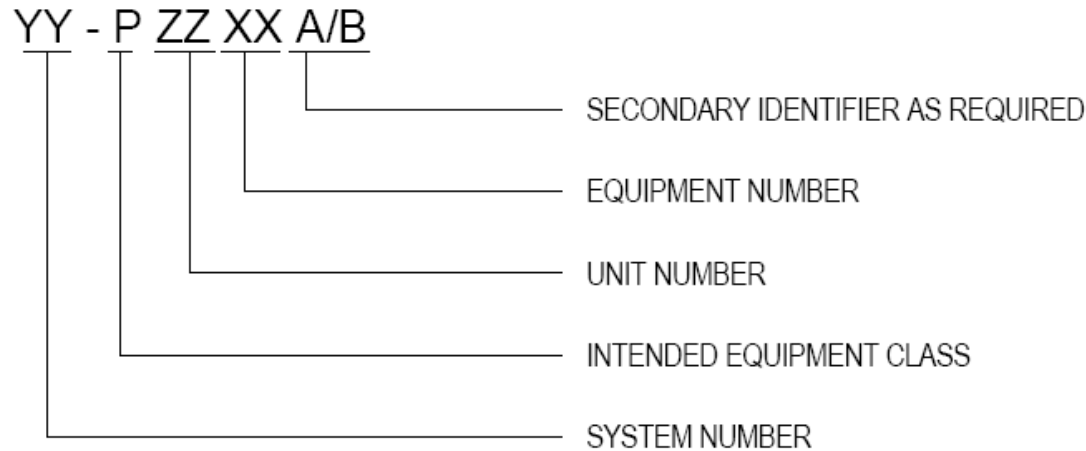 YY - P ZZ XX A/B
SECONDARY IDENTIFIER AS REQUIRED
EQUIPMENT NUMBER
UNIT NUMBER
INTENDED EQUIPMENT CLASS
SYSTEM NUMBER